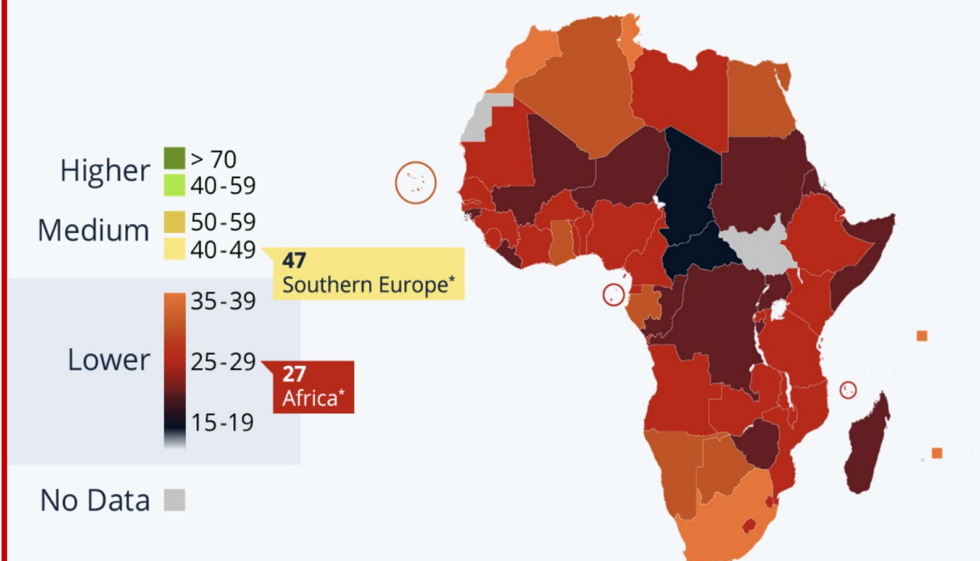 Higher
> 70
40-59
Medium
50-59
40-49
47
Southern Europe*
Lower
35-39
25-29
15-19
27
Africa*
No Data